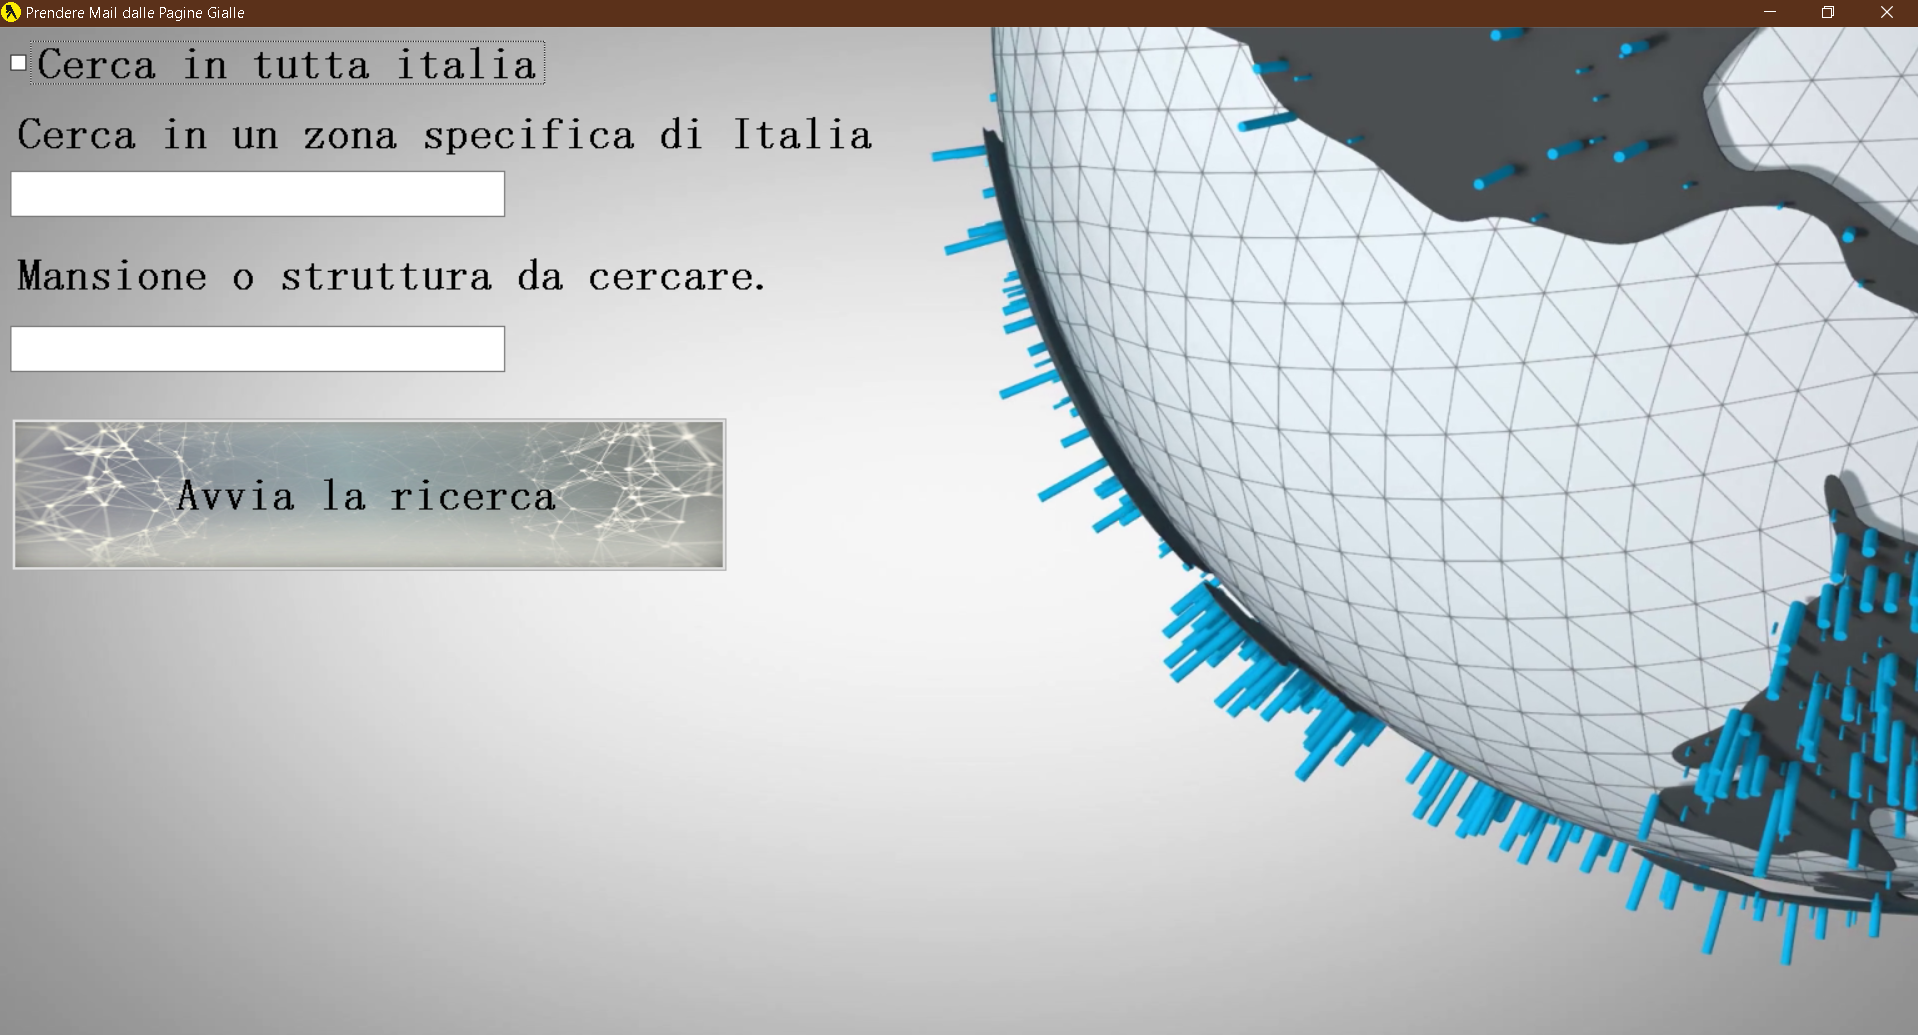 Prendere Mail dalle Pagine Gialle
Cerca in tutta italia
Cerca in un zona specifica di Italia
Mansione o struttura da cercare.
Avvia la ricerca